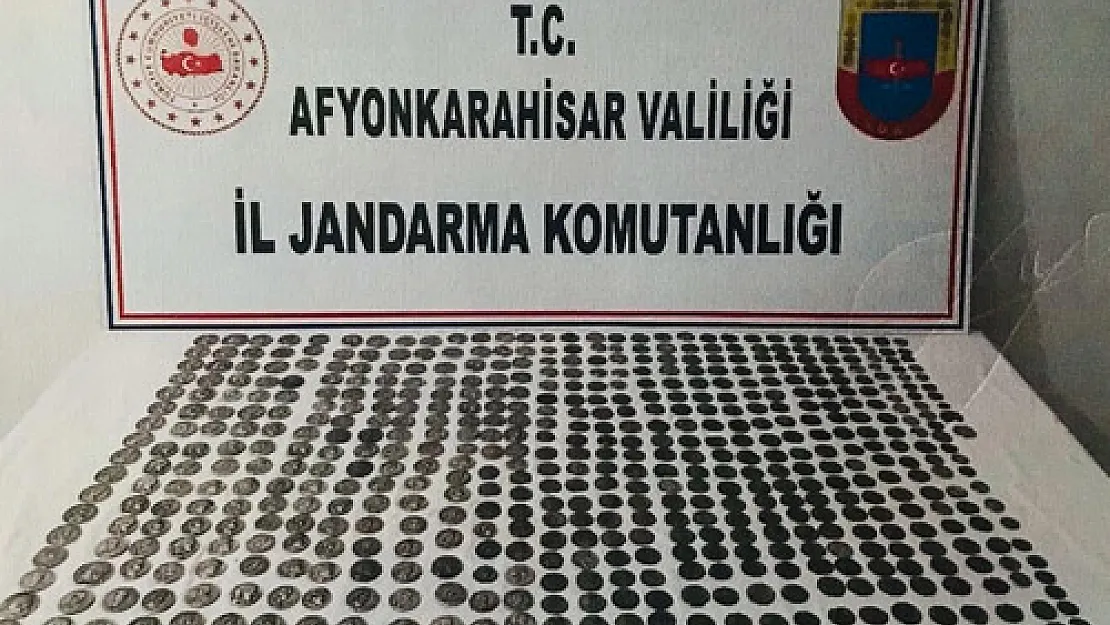 T.C.
AFYONKARAHİSAR VALİLİĞİ
İL JANDARMA KOMUTANLIĞI